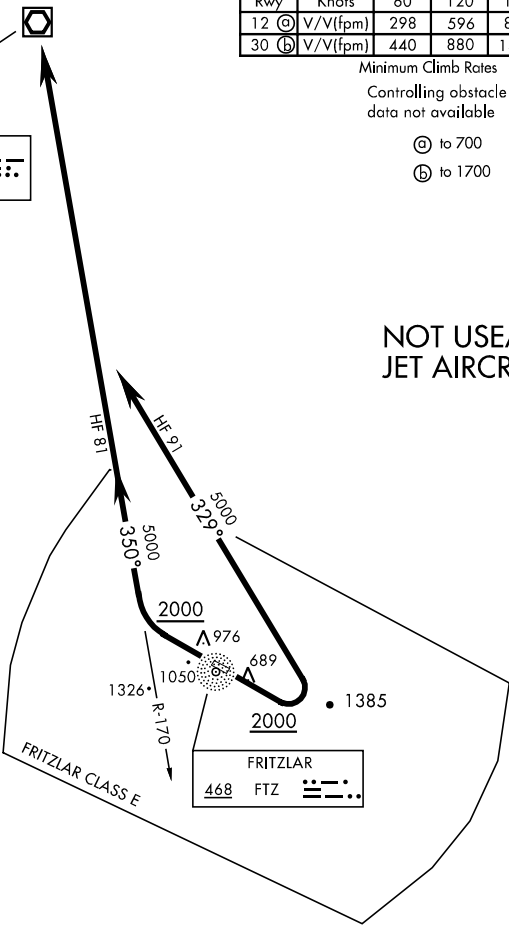 Rwy Knots 60 120
12 ⓐ V/V(fpm) 298 596
30 ⓑ V/V(fpm) 440 880
Minimum Climb Rates
Controlling obstacle
data not available
ⓐ to 700
ⓑ to 1700
NOT
JET
HF 81
HF 91
5000
329°
5000
350°
2000
976
689
1050
1326
1385
R-170
2000
FRITZLAR CLASS E
FRITZLAR
468 FTZ